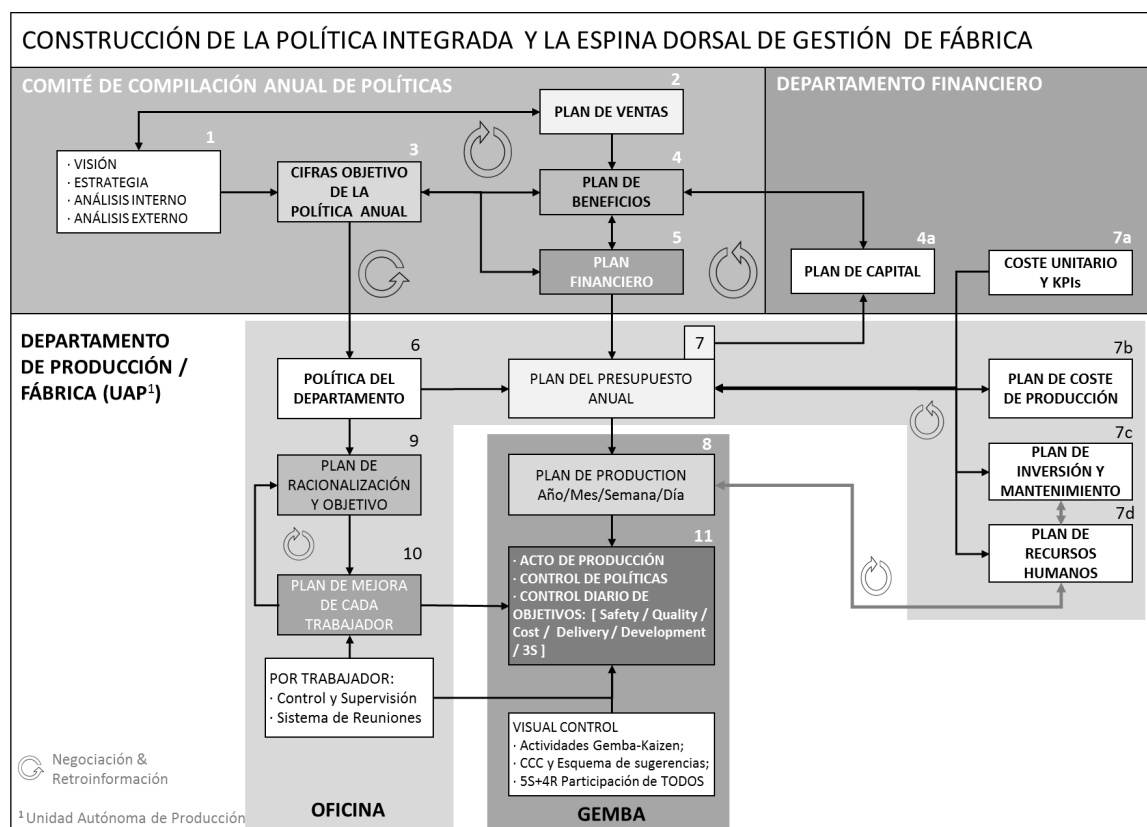 CONSTRUCCIÓN DE LA POLÍTICA INTEGRADA Y LA ESPINA DORSAL DE GESTIÓN DE FÁBRICA
COMITÉ DE COMPILACIÓN ANUAL DE POLÍTICAS
DEPARTAMENTO FINANCIERO
2
PLAN DE VENTAS
1
· VISIÓN
· ESTRATEGIA
· ANÁLISIS INTERNO
· ANÁLISIS EXTERNO
3
CIFRAS OBJETIVO
DE LA
POLÍTICA ANUAL
4
PLAN DE
BENEFICIOS
5
PLAN
FINANCIERO
4a
PLAN DE CAPITAL
7a
COSTE UNITARIO
Y KPIs
DEPARTAMENTO
DE PRODUCCIÓN /
FÁBRICA (UAP¹)
6
POLÍTICA DEL
DEPARTAMENTO
7
PLAN DEL PRESUPUESTO
ANUAL
7b
PLAN DE COSTE
DE PRODUCCIÓN
9
PLAN DE
RACIONALIZACIÓN
Y OBJETIVO
8
PLAN DE PRODUCTION
Año/Mes/Semana/Día
7c
PLAN DE
INVERSIÓN Y
MANTENIMIENTO
7d
PLAN DE
RECURSOS
HUMANOS
10
PLAN DE MEJORA
DE CADA
TRABAJADOR
11
· ACTO DE PRODUCCIÓN
· CONTROL DE POLÍTICAS
· CONTROL DIARIO DE
OBJETIVOS: [ Safety / Quality /
Cost / Delivery / Development
/ 3S ]
POR TRABAJADOR:
· Control y Supervisión
· Sistema de Reuniones
VISUAL CONTROL
· Actividades Gemba-Kaizen;
· CCC y Esquema de sugerencias;
· 5S+4R Participación de TODOS
Negociación &
Retroinformación
¹ Unidad Autónoma de Producción
OFICINA
GEMBA